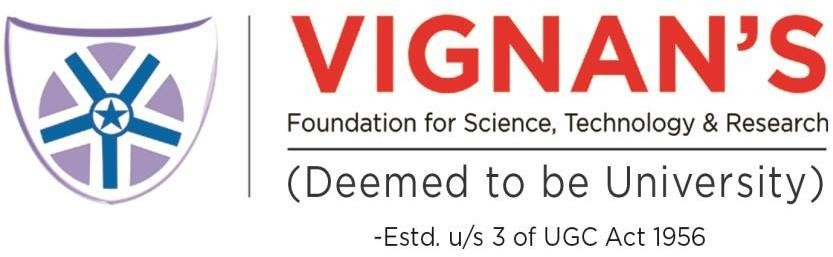 VIGNAN'S
Foundation for Science, Technology & Research
(Deemed to be University)
-Estd. u/s 3 of UGC Act 1956